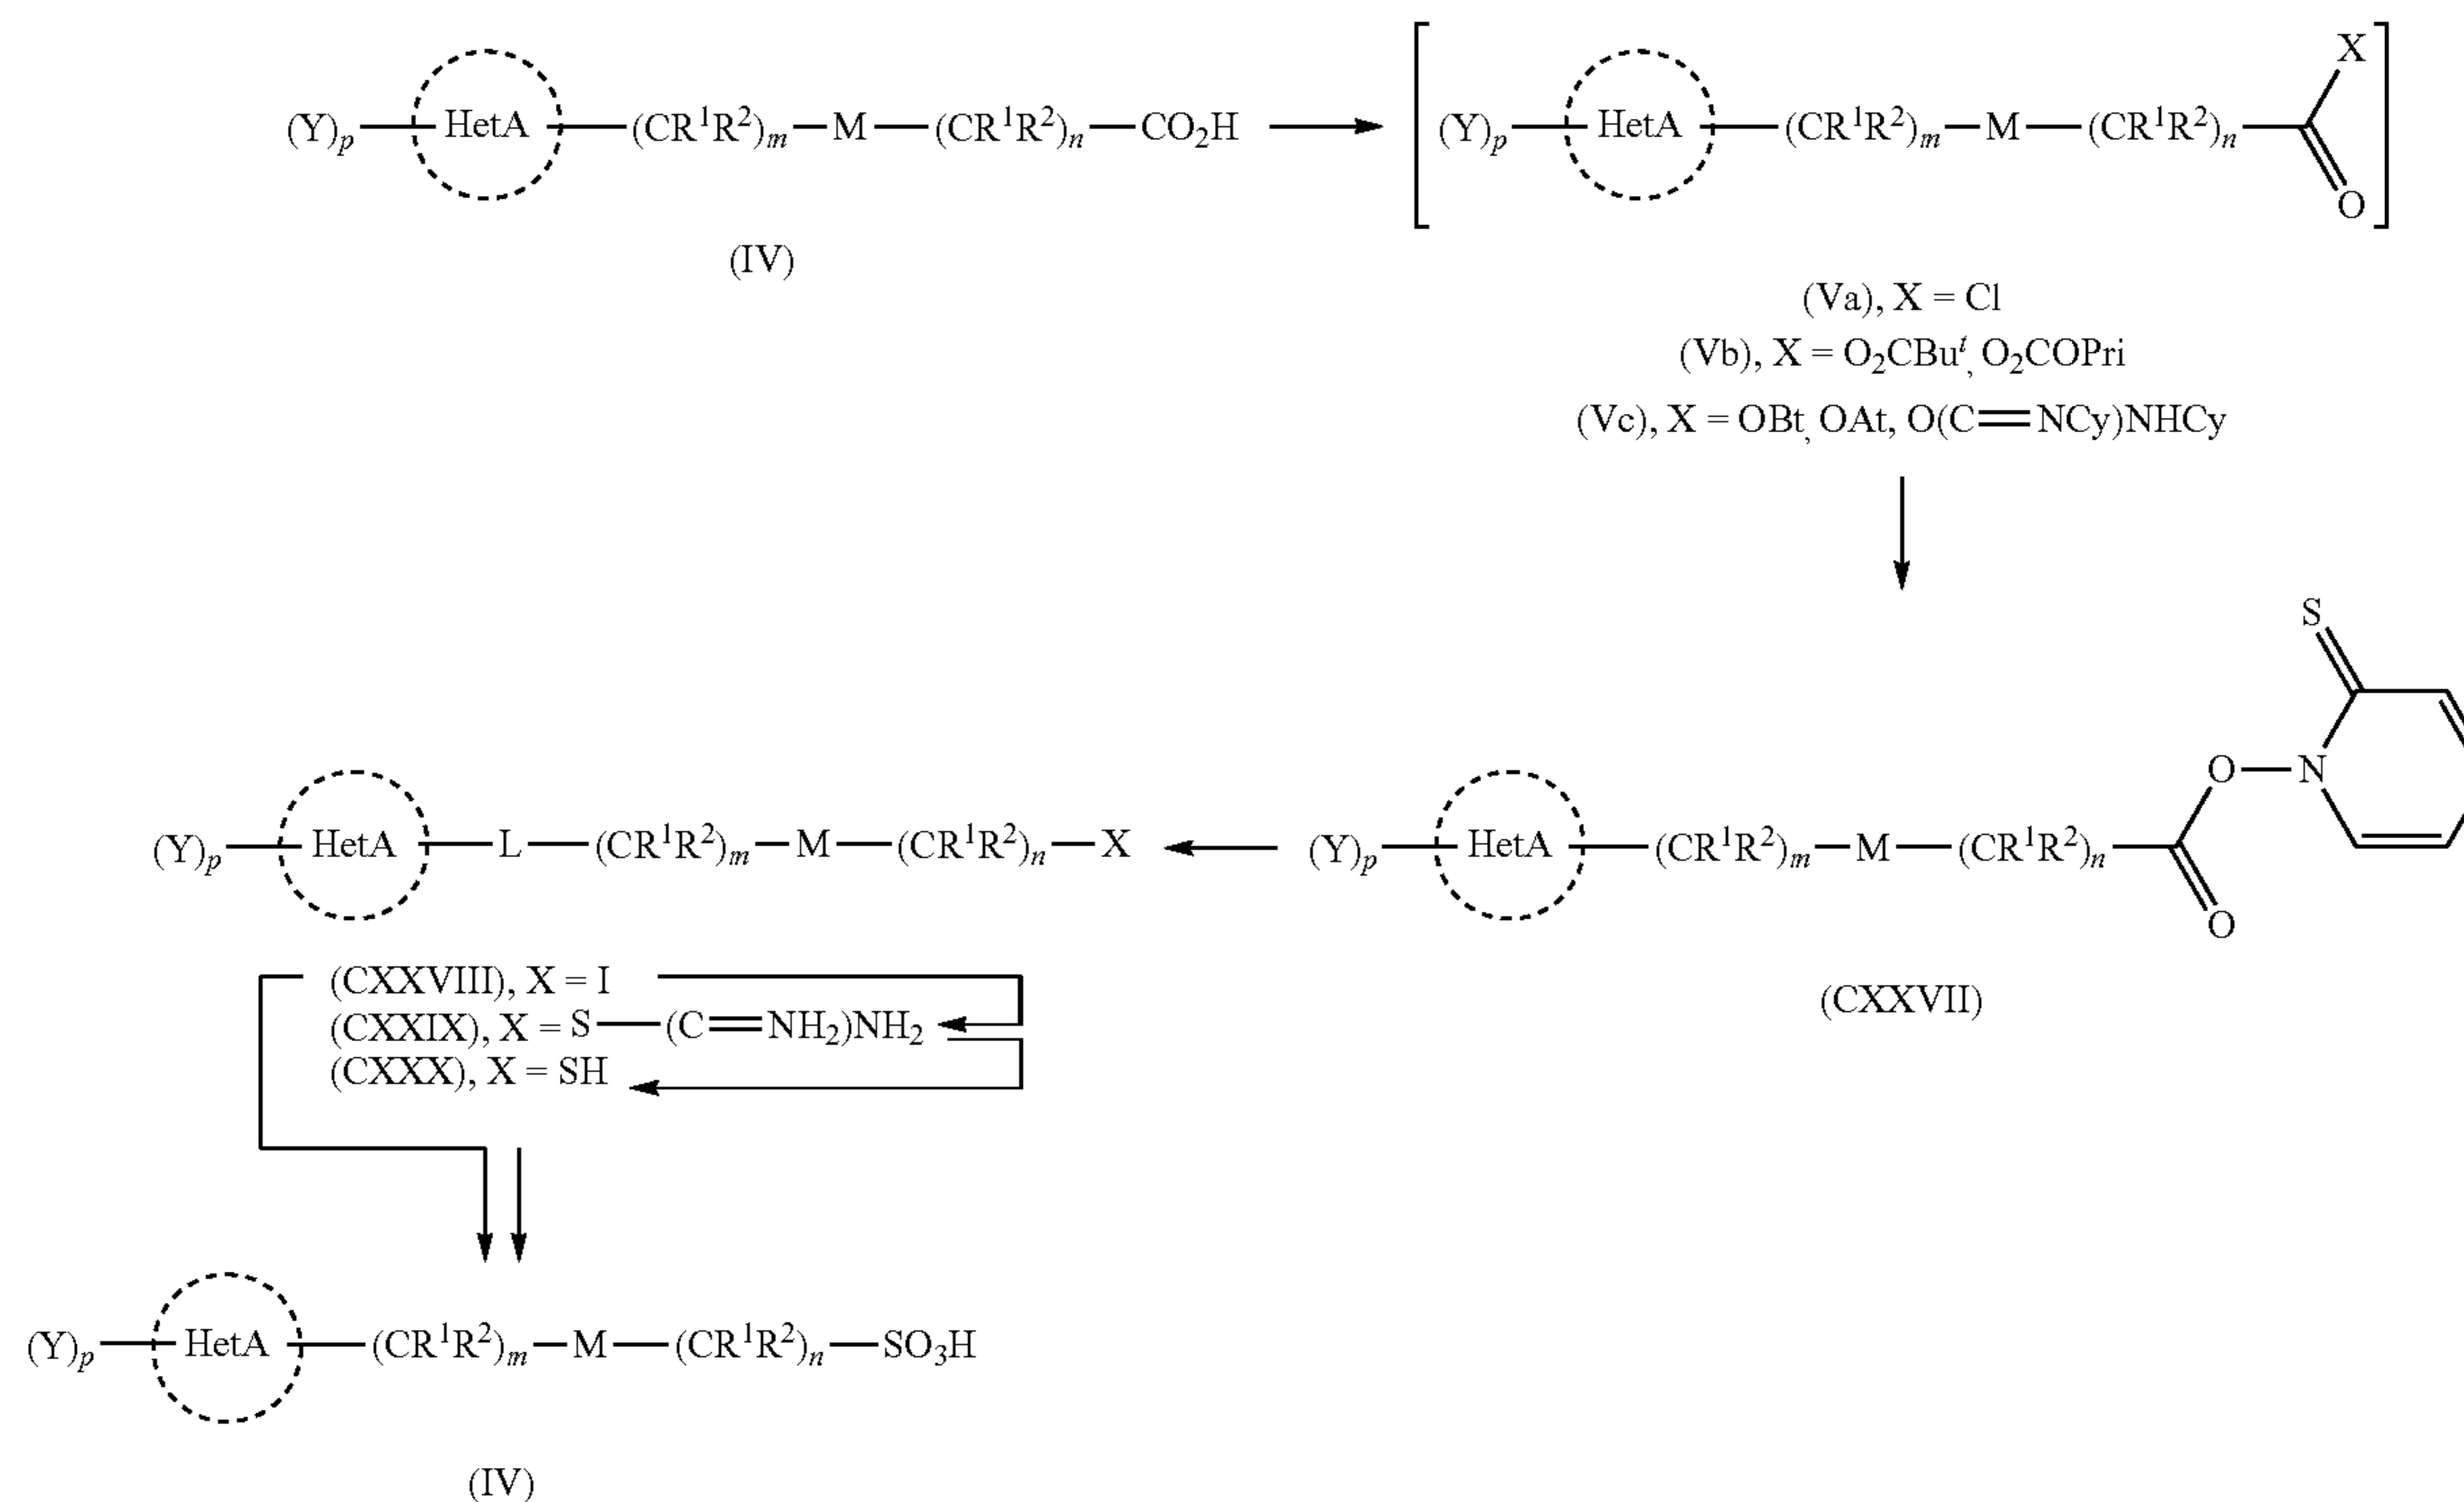 (Y)p—HetA—(CR¹R²)m—M—(CR¹R²)n—CO₂H
(IV)
(Y)p—HetA—(CR¹R²)m—M—(CR¹R²)n
X
O
(Va), X = Cl
(Vb), X = O₂CBuᵗ, O₂COPri
(Vc), X = OBt, OAt, O(C=NCy)NHCy
S
O—N
(Y)p—HetA—(CR¹R²)m—M—(CR¹R²)n
O
(CXXVII)
(Y)p—HetA—L—(CR¹R²)m—M—(CR¹R²)n—X
(CXXVIII), X = I
(CXXIX), X = S—(C=NH₂)NH₂
(CXXX), X = SH
(Y)p—HetA—(CR¹R²)m—M—(CR¹R²)n—SO₃H
(IV)